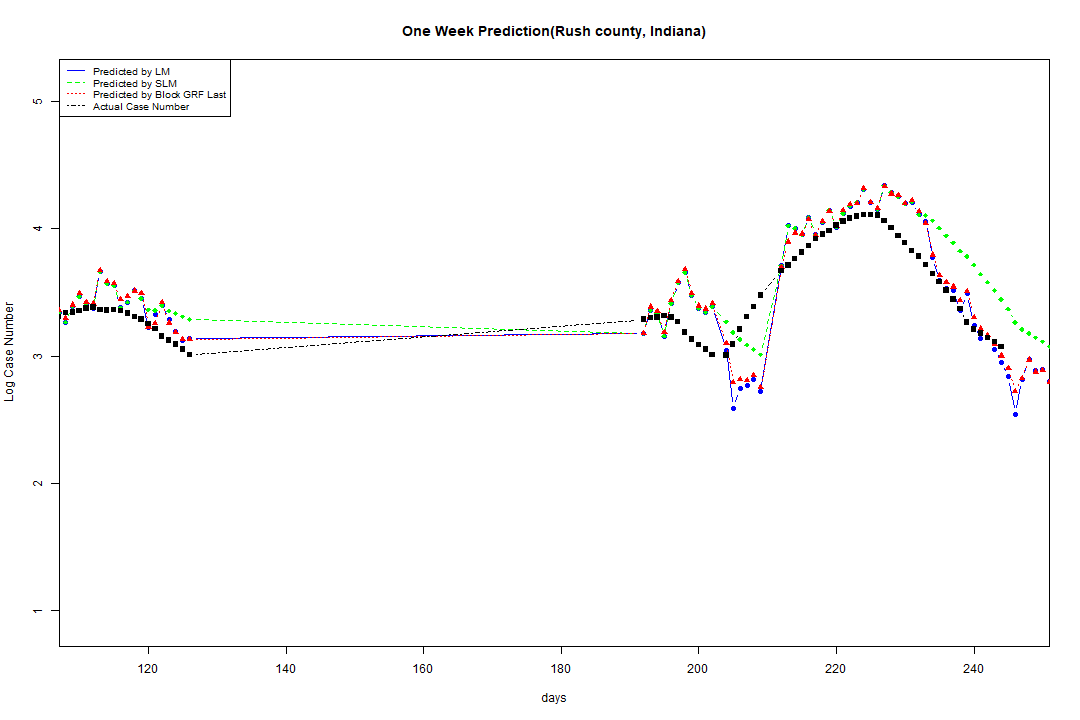 One Week Prediction(Rush county, Indiana)
Predicted by LM
Predicted by SLM
Predicted by Block GRF Last
Actual Case Number
5
4
3
2
1
Log Case Number
120 140 160 180 200 220 240
days